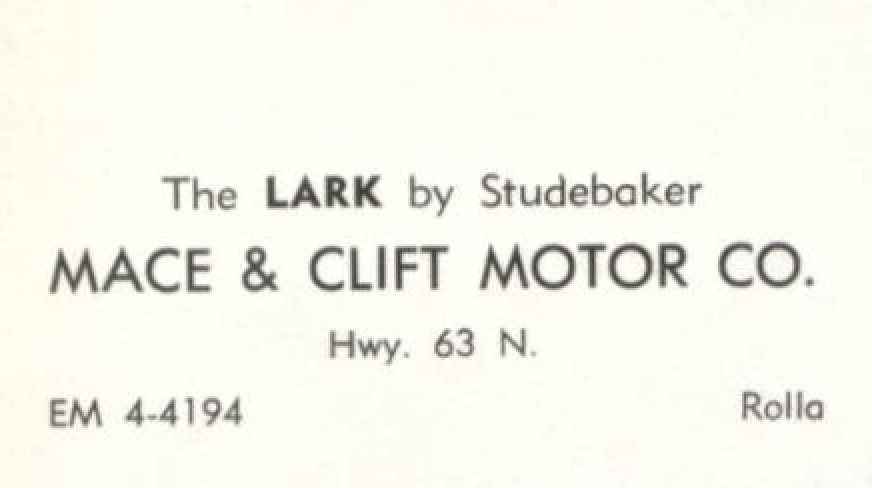 The LARK by Studebaker
MACE & CLIFT MOTOR CO.
Hwy. 63 N.
EM 4-4194 Rolla